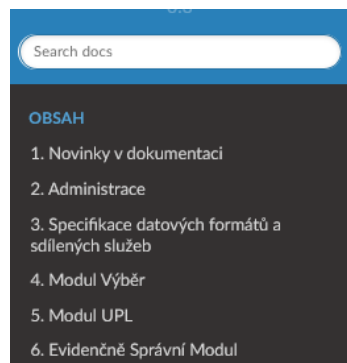 Search docs
OBSAH
1. Novinky v dokumentaci
2. Administrace
3. Specifikace datových formátů a
sdílených služeb
4. Modul Výběr
5. Modul UPL
6. Evidenčně Správní Modul